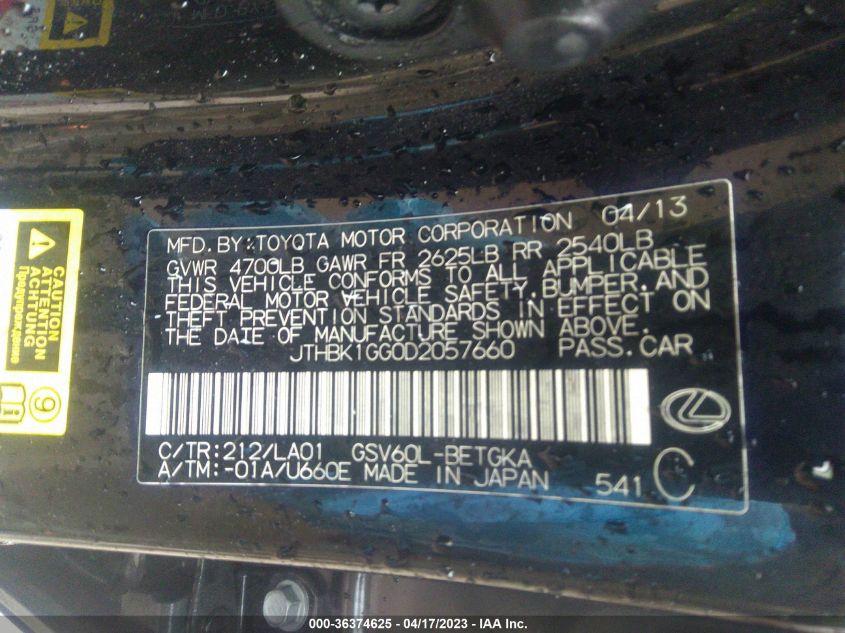 MFD. BY: TOYOTA MOTOR CORPORATION 04/13
GVWR 4700LB GAWR FR 2625LB RR 2540LB
THIS VEHICLE CONFORMS TO ALL APPLICABLE
FEDERAL MOTOR VEHICLE SAFETY, BUMPER, AND
THEFT PREVENTION STANDARDS IN EFFECT ON
THE DATE OF MANUFACTURE SHOWN ABOVE.
JTHBK1GG0D2057660 PASS. CAR
C/TR: 212/LA01 GSV60L-BETGKA
A/TM: -01A/U660E MADE IN JAPAN 541 C
CAUTION
ATTENTION
ACHTUNG
Предупреждение
9
000-36374625 - 04/17/2023 - IAA Inc.